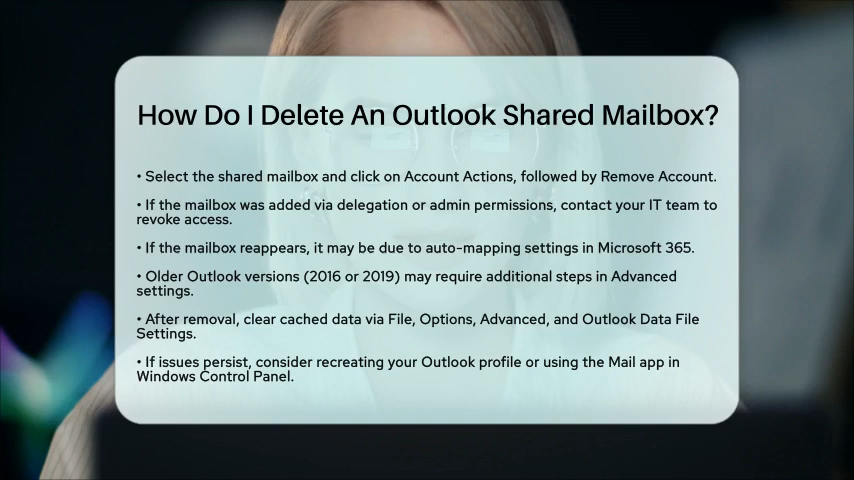 How Do I Delete An Outlook Shared Mailbox?
• Select the shared mailbox and click on Account Actions, followed by Remove Account.
• If the mailbox was added via delegation or admin permissions, contact your IT team to
revoke access.
• If the mailbox reappears, it may be due to auto-mapping settings in Microsoft 365.
• Older Outlook versions (2016 or 2019) may require additional steps in Advanced
settings.
• After removal, clear cached data via File, Options, Advanced, and Outlook Data File
Settings.
• If issues persist, consider recreating your Outlook profile or using the Mail app in
Windows Control Panel.